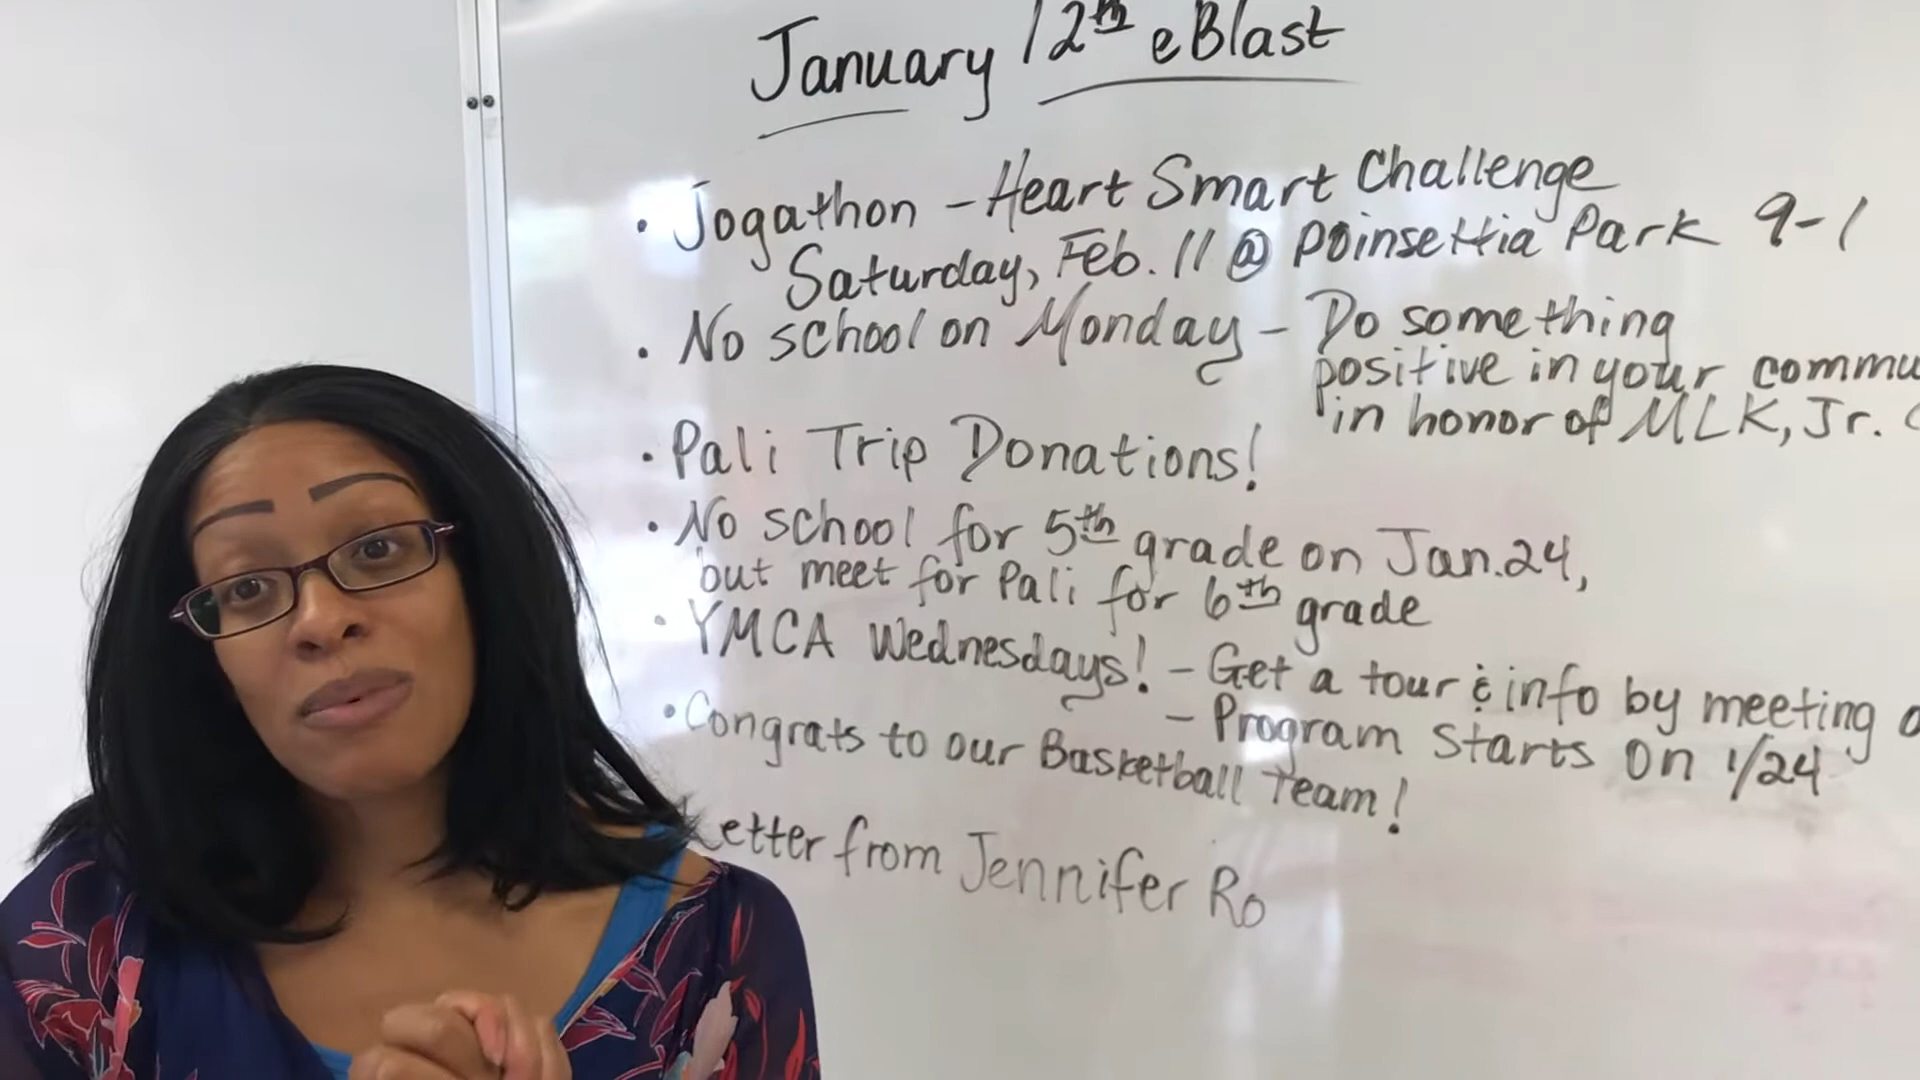 January 12th eBlast
• Jogathon - Heart Smart Challenge
Saturday, Feb. 11 @ Poinsettia Park 9-1
• No school on Monday - Do something
positive in your commu
in honor of MLK, Jr.
• Pali Trip Donations!
• No school for 5th grade on Jan. 24,
but meet for Pali for 6th grade
• YMCA Wednesdays! - Get a tour & info by meeting
- Program starts on 1/24
• Congrats to our Basketball Team!
Letter from Jennifer Ro